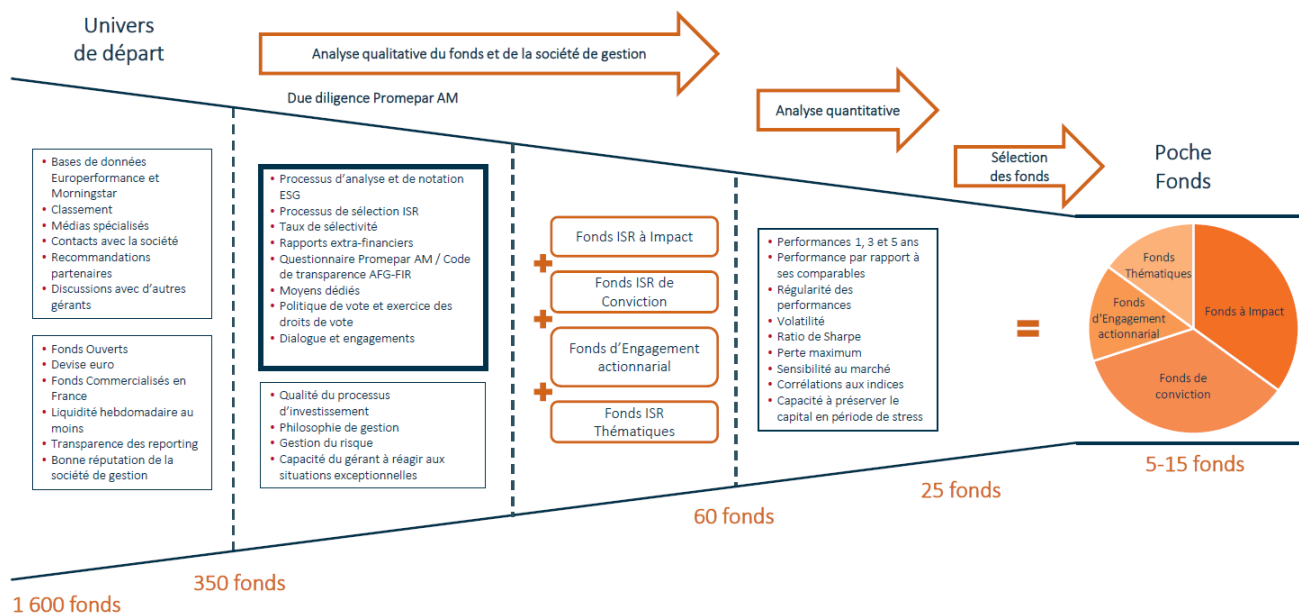 Univers
de départ
Analyse qualitative du fonds et de la société de gestion
Due diligence Promepar AM
Analyse quantitative
Sélection
des fonds
Poche
Fonds
• Bases de données
Europerformance et
Morningstar
• Classement
• Médias spécialisés
• Contacts avec la société
• Recommandations
partenaires
• Discussions avec d'autres
gérants
• Fonds Ouverts
• Devise euro
• Fonds Commercialisés en
France
• Liquidité hebdomadaire au
moins
• Transparence des reporting
• Bonne réputation de la
société de gestion
• Processus d'analyse et de notation
ESG
• Processus de sélection ISR
• Taux de sélectivité
• Rapports extra-financiers
• Questionnaire Promepar AM / Code
de transparence AFG-FIR
• Moyens dédiés
• Politique de vote et exercice des
droits de vote
• Dialogue et engagements
• Qualité du processus
d'investissement
• Philosophie de gestion
• Gestion du risque
• Capacité du gérant à réagir aux
situations exceptionnelles
Fonds ISR à Impact
+
Fonds ISR de
Conviction
+
Fonds d'Engagement
actionnarial
+
Fonds ISR
Thématiques
• Performances 1, 3 et 5 ans
• Performance par rapport à
ses comparables
• Régularité des
performances
• Volatilité
• Ratio de Sharpe
• Perte maximum
• Sensibilité au marché
• Corrélations aux indices
• Capacité à préserver le
capital en période de stress
=
Fonds
Thématiques
Fonds
d'Engagement
actionnarial
Fonds à Impact
Fonds de
conviction
1 600 fonds
350 fonds
60 fonds
25 fonds
5-15 fonds